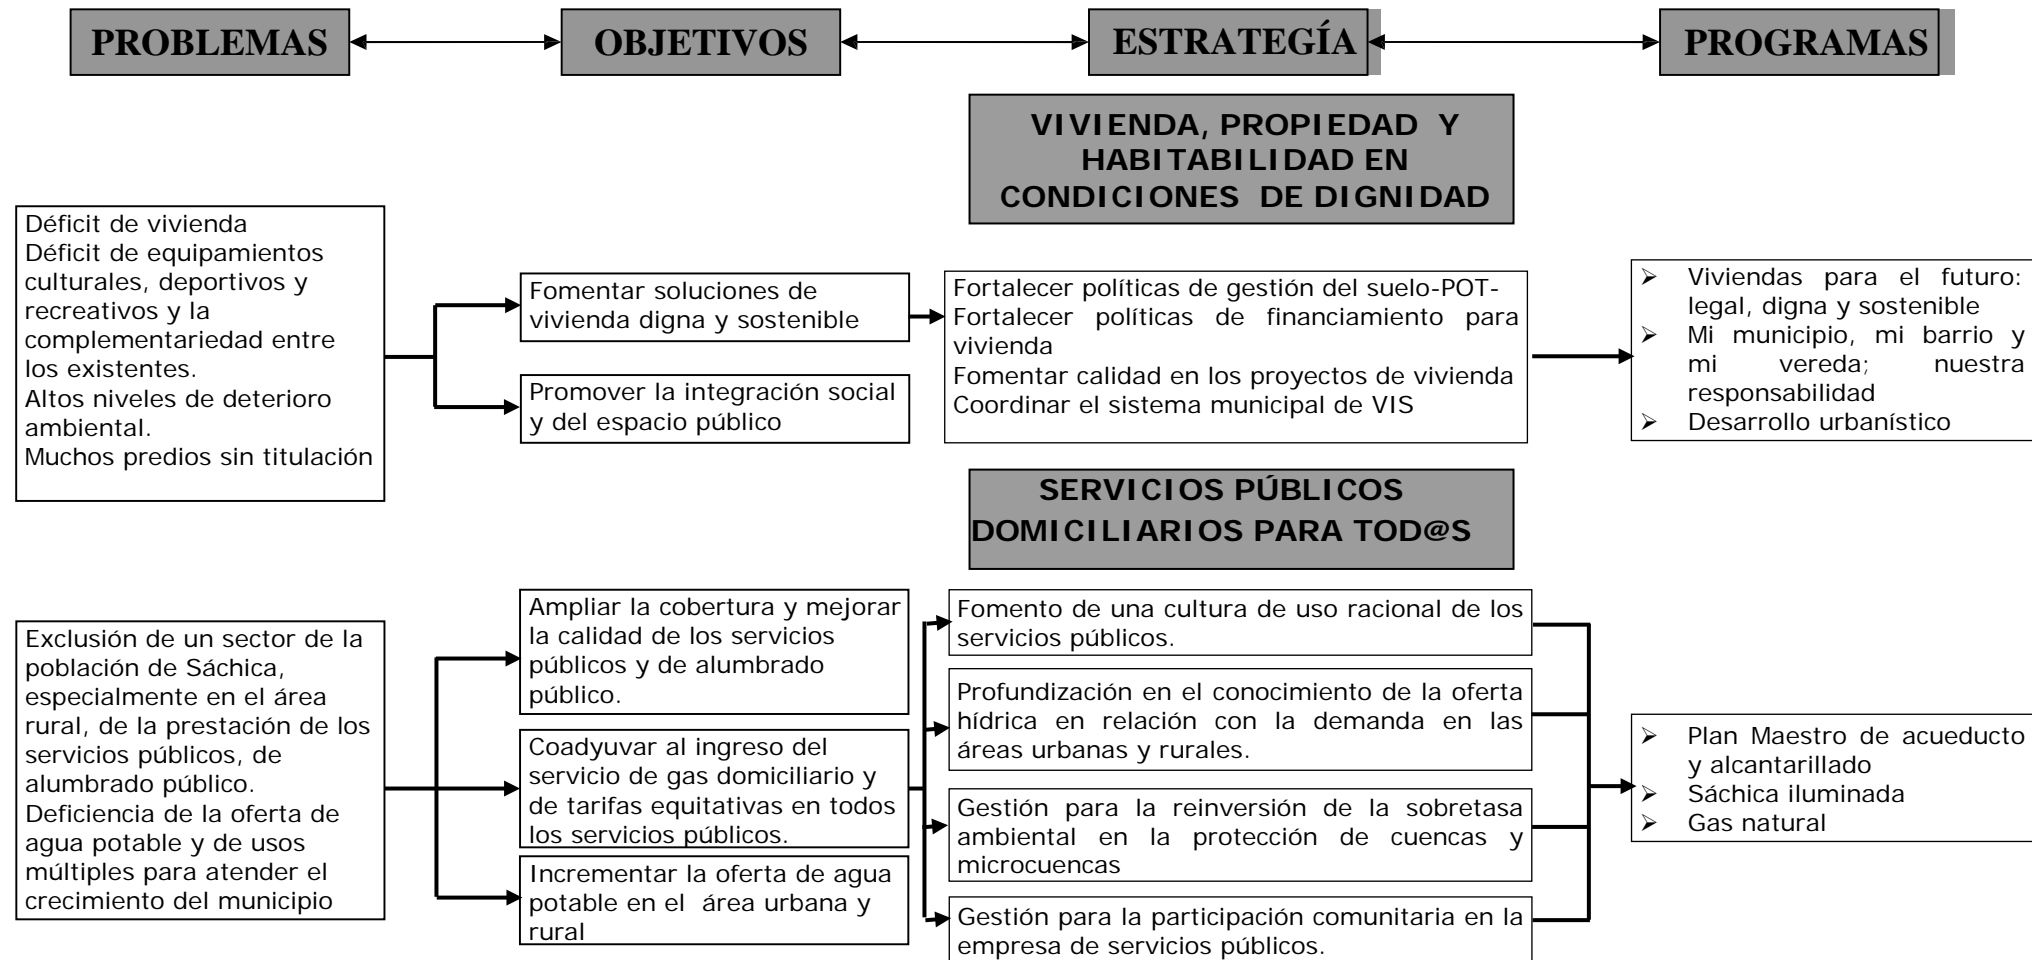 PROBLEMAS
OBJETIVOS
ESTRATEGÍA
PROGRAMAS
VIVIENDA, PROPIEDAD Y
HABITABILIDAD EN
CONDICIONES DE DIGNIDAD
Déficit de vivienda
Déficit de equipamientos
culturales, deportivos y
recreativos y la
complementariedad entre
los existentes.
Altos niveles de deterioro
ambiental.
Muchos predios sin titulación
Fomentar soluciones de
vivienda digna y sostenible
Promover la integración social
y del espacio público
Fortalecer políticas de gestión del suelo-POT-
Fortalecer políticas de financiamiento para
vivienda
Fomentar calidad en los proyectos de vivienda
Coordinar el sistema municipal de VIS
➢ Viviendas para el futuro:
legal, digna y sostenible
➢ Mi municipio, mi barrio y
mi vereda; nuestra
responsabilidad
➢ Desarrollo urbanístico
SERVICIOS PÚBLICOS
DOMICILIARIOS PARA TOD@S
Exclusión de un sector de la
población de Sáchica,
especialmente en el área
rural, de la prestación de los
servicios públicos, de
alumbrado público.
Deficiencia de la oferta de
agua potable y de usos
múltiples para atender el
crecimiento del municipio
Ampliar la cobertura y mejorar
la calidad de los servicios
públicos y de alumbrado
público.
Coadyuvar al ingreso del
servicio de gas domiciliario y
de tarifas equitativas en todos
los servicios públicos.
Incrementar la oferta de agua
potable en el área urbana y
rural
Fomento de una cultura de uso racional de los
servicios públicos.
Profundización en el conocimiento de la oferta
hídrica en relación con la demanda en las
áreas urbanas y rurales.
Gestión para la reinversión de la sobretasa
ambiental en la protección de cuencas y
microcuencas
Gestión para la participación comunitaria en la
empresa de servicios públicos.
➢ Plan Maestro de acueducto
y alcantarillado
➢ Sáchica iluminada
➢ Gas natural